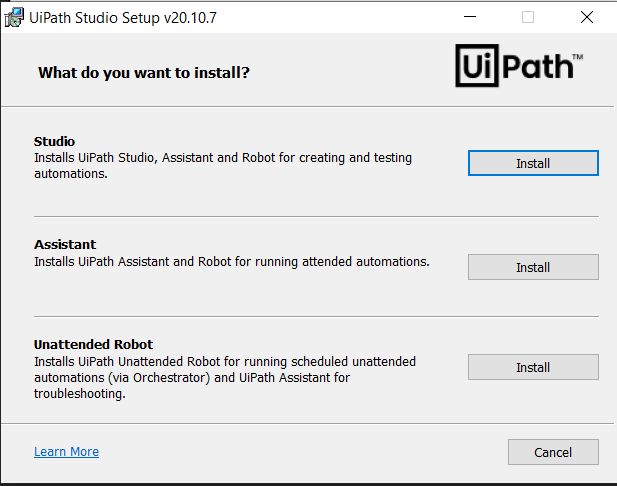 UiPath Studio Setup v20.10.7
What do you want to install?
UiPath™
Studio
Installs UiPath Studio, Assistant and Robot for creating and testing
automations.
Install
Assistant
Installs UiPath Assistant and Robot for running attended automations.
Install
Unattended Robot
Installs UiPath Unattended Robot for running scheduled unattended
automations (via Orchestrator) and UiPath Assistant for
troubleshooting.
Install
Learn More
Cancel